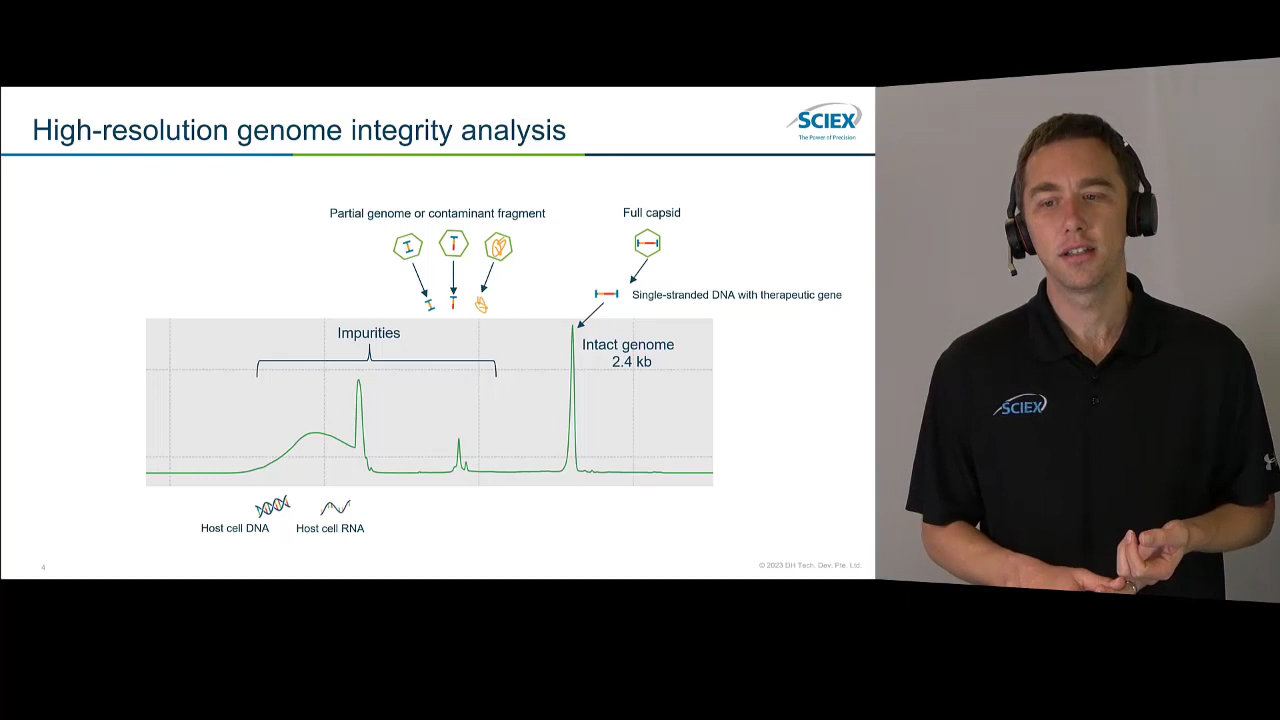 High-resolution genome integrity analysis
SCIEX
The Power of Precision
Partial genome or contaminant fragment
Full capsid
Single-stranded DNA with therapeutic gene
Impurities
Intact genome
2.4 kb
Host cell DNA
Host cell RNA
4
© 2023 DH Tech. Dev. Pte. Ltd.
SCIEX